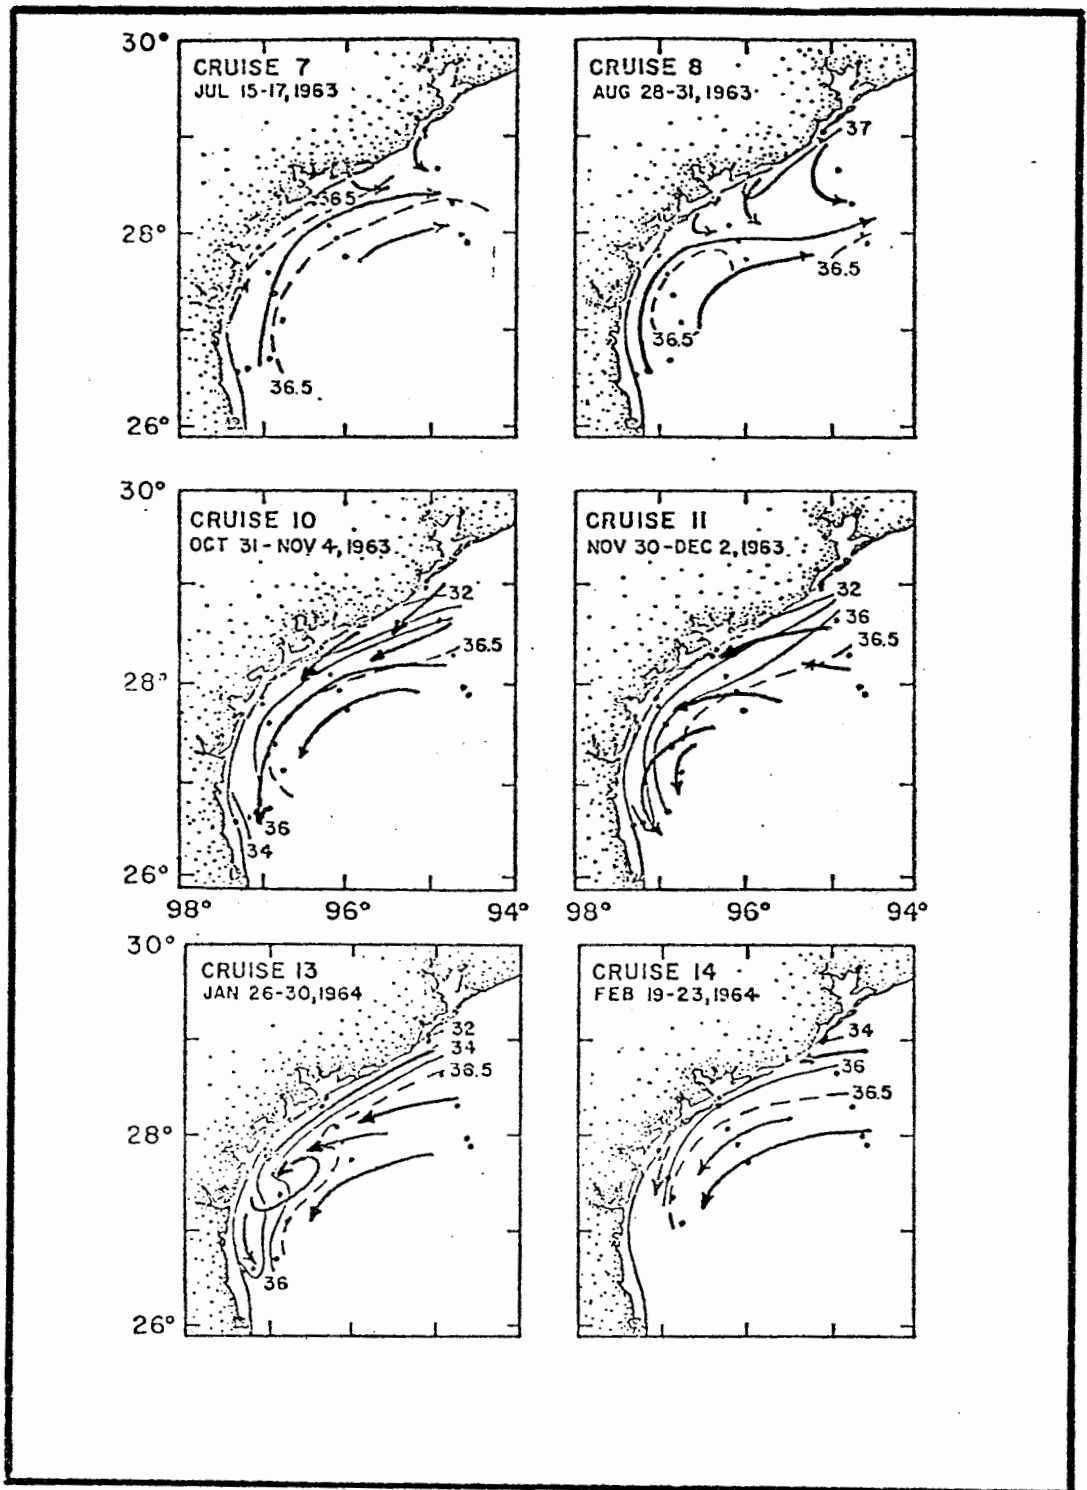 30°
CRUISE 7
JUL 15-17, 1963
36.5
28°
36.5
26°
CRUISE 8
AUG 28-31, 1963
37
36.5
36.5
30°
CRUISE 10
OCT 31-NOV 4, 1963
32
36.5
28°
36
34
26°
98° 96° 94°
CRUISE 11
NOV 30-DEC 2, 1963
32
36
36.5
98° 96° 94°
30°
CRUISE 13
JAN 26-30, 1964
32
34
36.5
28°
36
26°
CRUISE 14
FEB 19-23, 1964
34
36
36.5